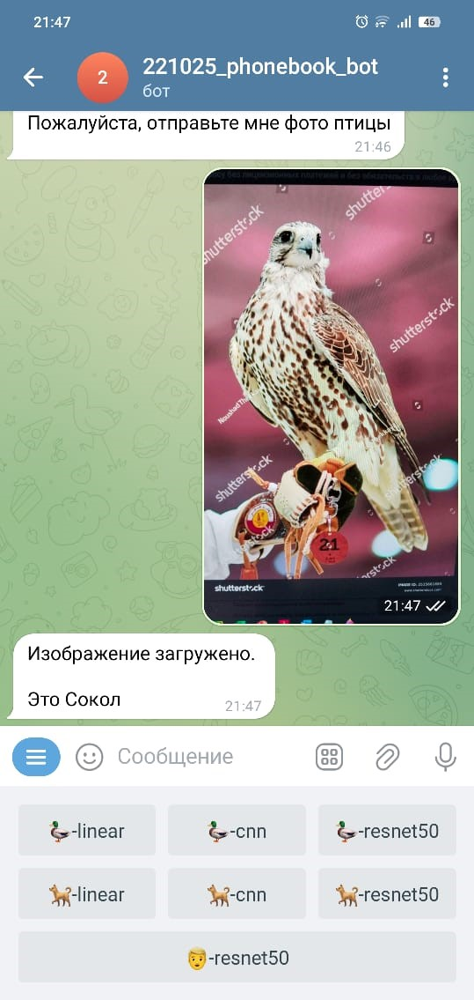 21:47
46
2
221025_phonebook_bot
бот
Пожалуйста, отправьте мне фото птицы
21:46
shutterstock
shutterstock
shutterstock
shutterstock
shutterstock
21
shutterstock
21:47
Изображение загружено.
Это Сокол
21:47
Сообщение
🦆-linear
🦆-cnn
🦆-resnet50
🐕-linear
🐕-cnn
🐕-resnet50
👨-resnet50